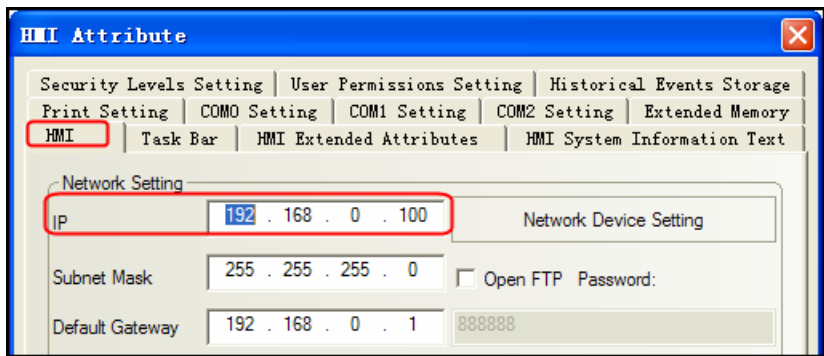 HMI Attribute
Security Levels Setting User Permissions Setting Historical Events Storage
Print Setting COM0 Setting COM1 Setting COM2 Setting Extended Memory
HMI Task Bar HMI Extended Attributes HMI System Information Text
Network Setting
IP 192 . 168 . 0 . 100 Network Device Setting
Subnet Mask 255 . 255 . 255 . 0 Open FTP Password:
Default Gateway 192 . 168 . 0 . 1 888888